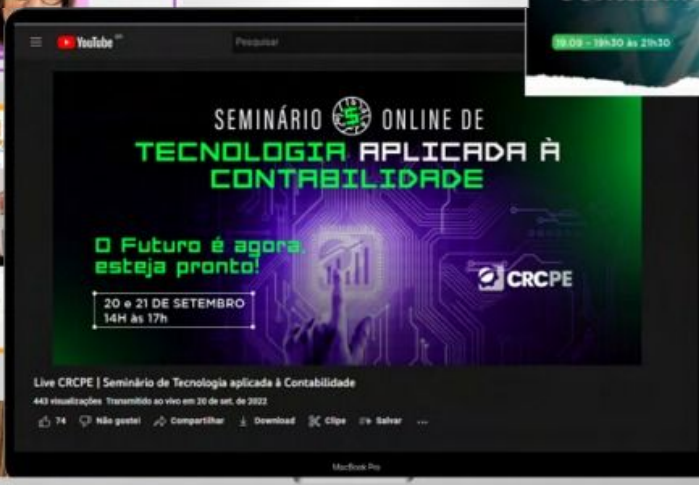 19.09 - 19h30 às 21h30
YouTube BR
Pesquisar
SEMINÁRIO ONLINE DE
TECNOLOGIA APLICADA À
CONTABILIDADE
O Futuro é agora,
esteja pronto!
20 e 21 DE SETEMBRO
14H às 17h
CRCPE
Live CRCPE | Seminário de Tecnologia aplicada à Contabilidade
443 visualizações Transmitido ao vivo em 20 de set. de 2022
74 Não gostei Compartilhar Download Clipe Salvar ...
MacBook Pro